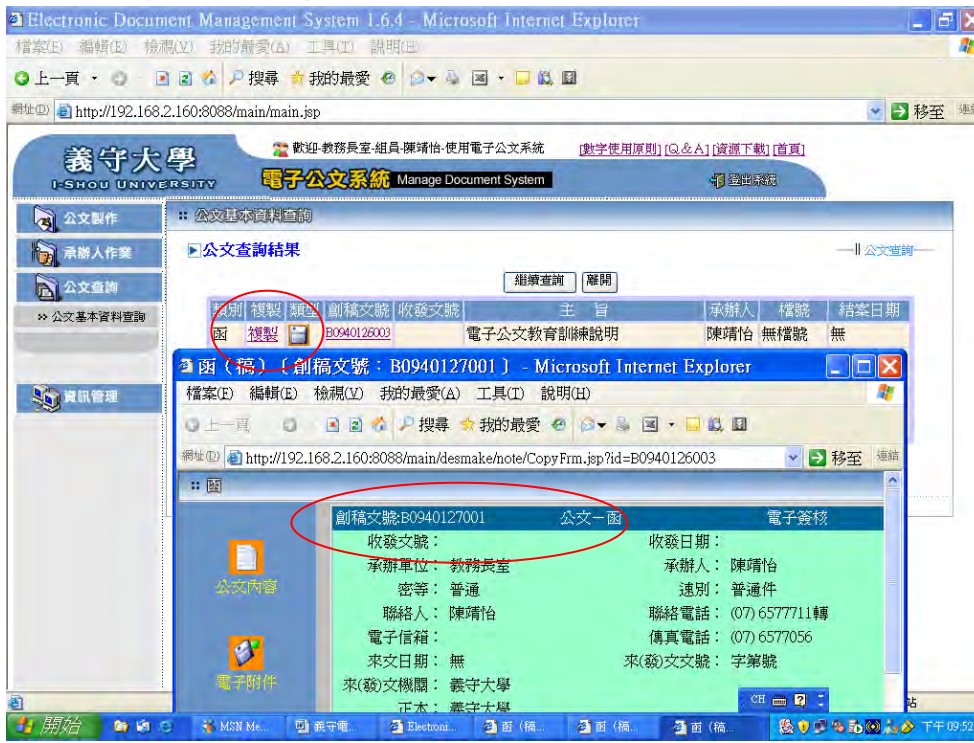 Electronic Document Management System 1.6.4 - Microsoft Internet Explorer
檔案(F) 編輯(E) 檢視(V) 我的最愛(A) 工具(T) 說明(H)
上一頁 搜尋 我的最愛
網址(D) http://192.168.2.160:8088/main/main.jsp 移至 連結
義守大學
I-SHOU UNIVERSITY
歡迎-教務長室-組員-陳靖怡-使用電子公文系統 [數字使用原則] [Q & A] [資源下載] [首頁]
電子公文系統 Manage Document System 登出系統
公文製作
承辦人作業
公文查詢
公文基本資料查詢
資訊管理
公文基本資料查詢
公文查詢結果 公文查詢
繼續查詢 離開
類別 複製 類型 創稿文號 收發文號 主 旨 承辦人 檔號 結案日期
函 複製 B0940126003 電子公文教育訓練說明 陳靖怡 無檔號 無
函（稿）〔創稿文號：B0940127001〕 - Microsoft Internet Explorer
檔案(F) 編輯(E) 檢視(V) 我的最愛(A) 工具(T) 說明(H)
上一頁 搜尋 我的最愛
網址(D) http://192.168.2.160:8088/main/desmake/note/CopyFrm.jsp?id=B0940126003 移至 連結
函
公文內容
電子附件
創稿文號:B0940127001 公文－函 電子簽核
收發文號： 收發日期：
承辦單位： 教務長室 承辦人： 陳靖怡
密等： 普通 速別： 普通件
聯絡人： 陳靖怡 聯絡電話： (07) 6577711轉
電子信箱： 傳真電話： (07) 6577056
來文日期： 無 來(發)文文號： 字第號
來(發)文機關： 義守大學
正本： 義守大學
CH
開始 MSN Me... 義守電... Electroni... 函（稿... 函（稿... 函（稿... 下午 09:52